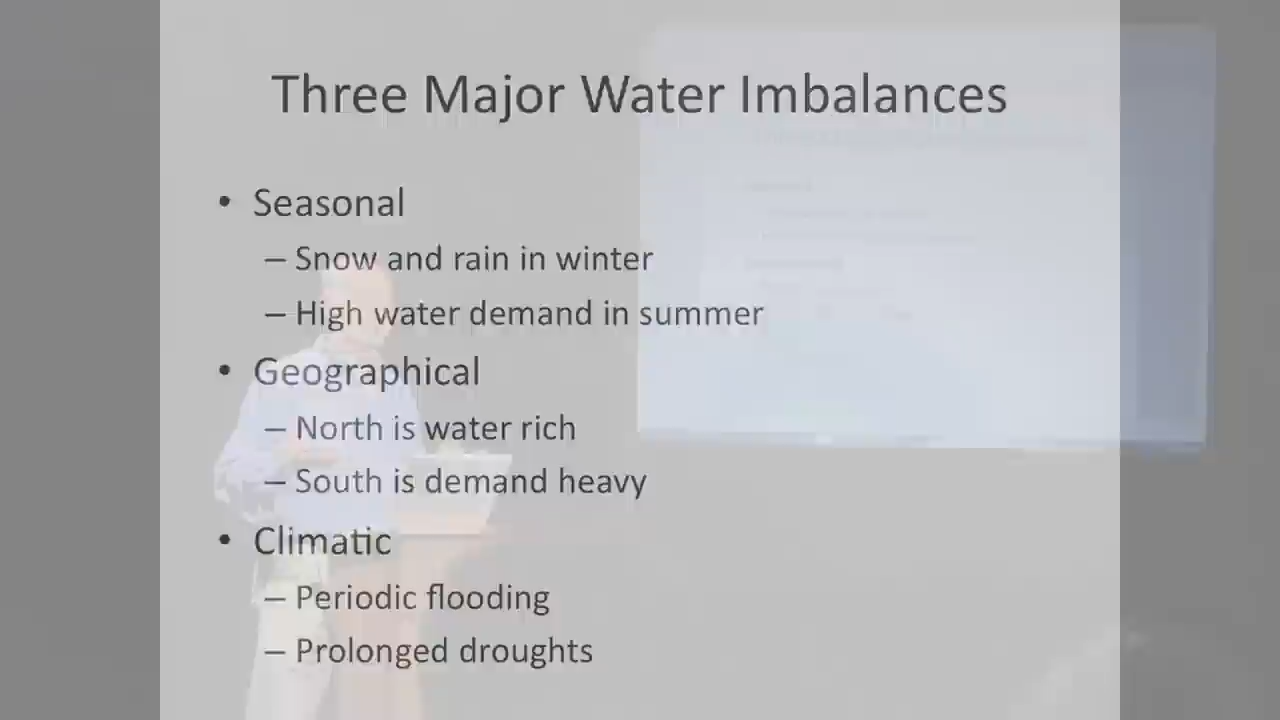 Three Major Water Imbalances
• Seasonal
– Snow and rain in winter
– High water demand in summer
• Geographical
– North is water rich
– South is demand heavy
• Climatic
– Periodic flooding
– Prolonged droughts